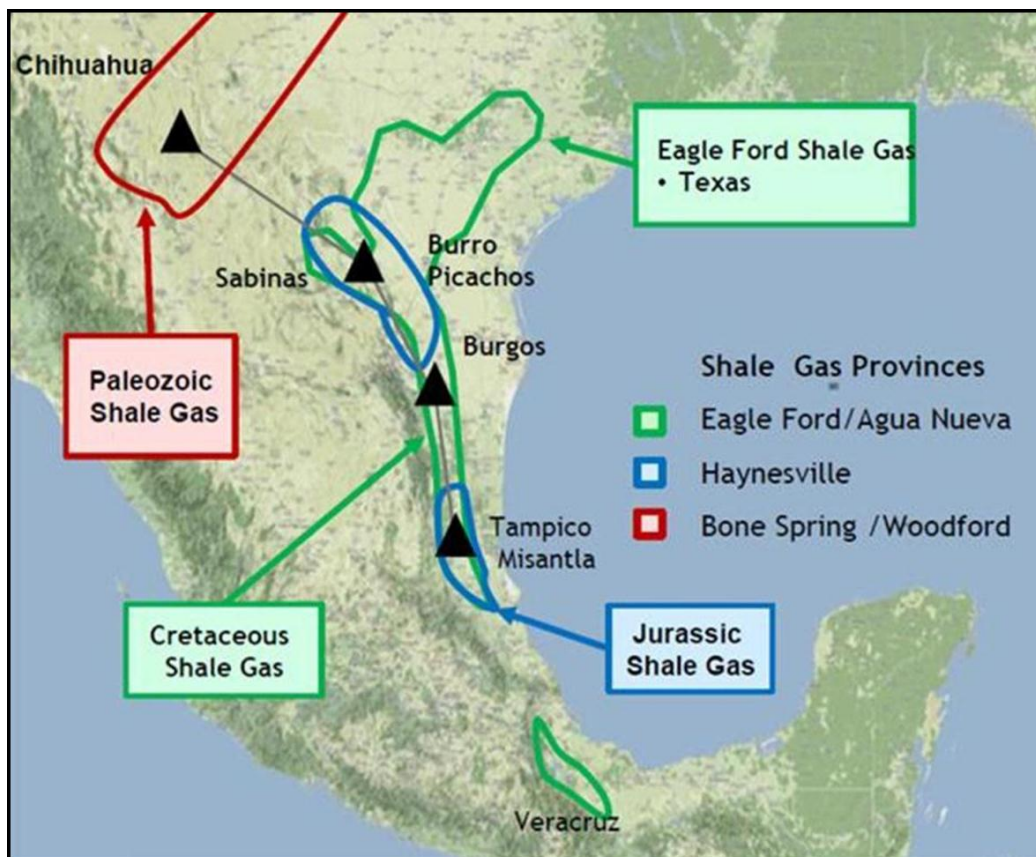 Chihuahua
Eagle Ford Shale Gas
• Texas
Burro
Picachos
Sabinas
Burgos
Paleozoic
Shale Gas
Shale Gas Provinces
Eagle Ford/Agua Nueva
Haynesville
Bone Spring /Woodford
Tampico
Misantla
Cretaceous
Shale Gas
Jurassic
Shale Gas
Veracruz